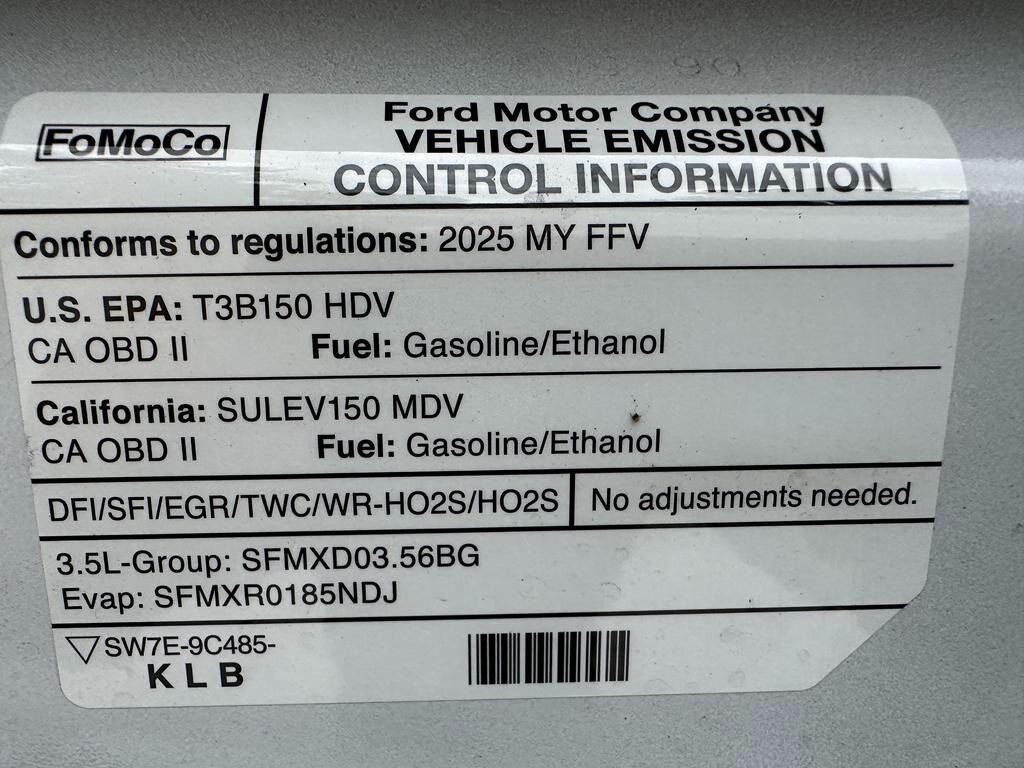 FoMoCo
Ford Motor Company
VEHICLE EMISSION
CONTROL INFORMATION
Conforms to regulations: 2025 MY FFV
U.S. EPA: T3B150 HDV
CA OBD II Fuel: Gasoline/Ethanol
California: SULEV150 MDV
CA OBD II Fuel: Gasoline/Ethanol
DFI/SFI/EGR/TWC/WR-HO2S/HO2S No adjustments needed.
3.5L-Group: SFMXD03.56BG
Evap: SFMXR0185NDJ
SW7E-9C485-
K L B